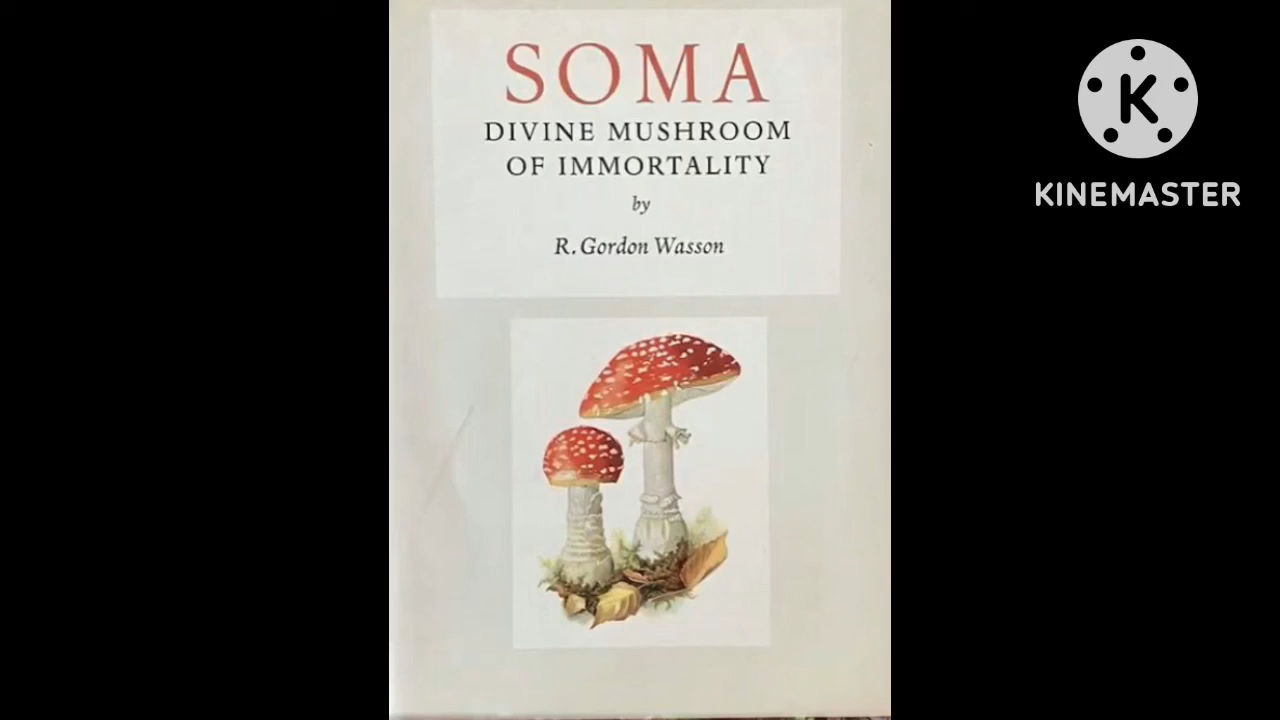 SOMA
DIVINE MUSHROOM
OF IMMORTALITY
by
R. Gordon Wasson
K
KINEMASTER